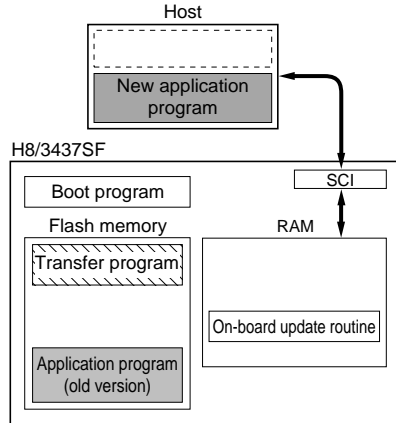 Host
New application
program
H8/3437SF
SCI
Boot program
Flash memory
RAM
Transfer program
On-board update routine
Application program
(old version)